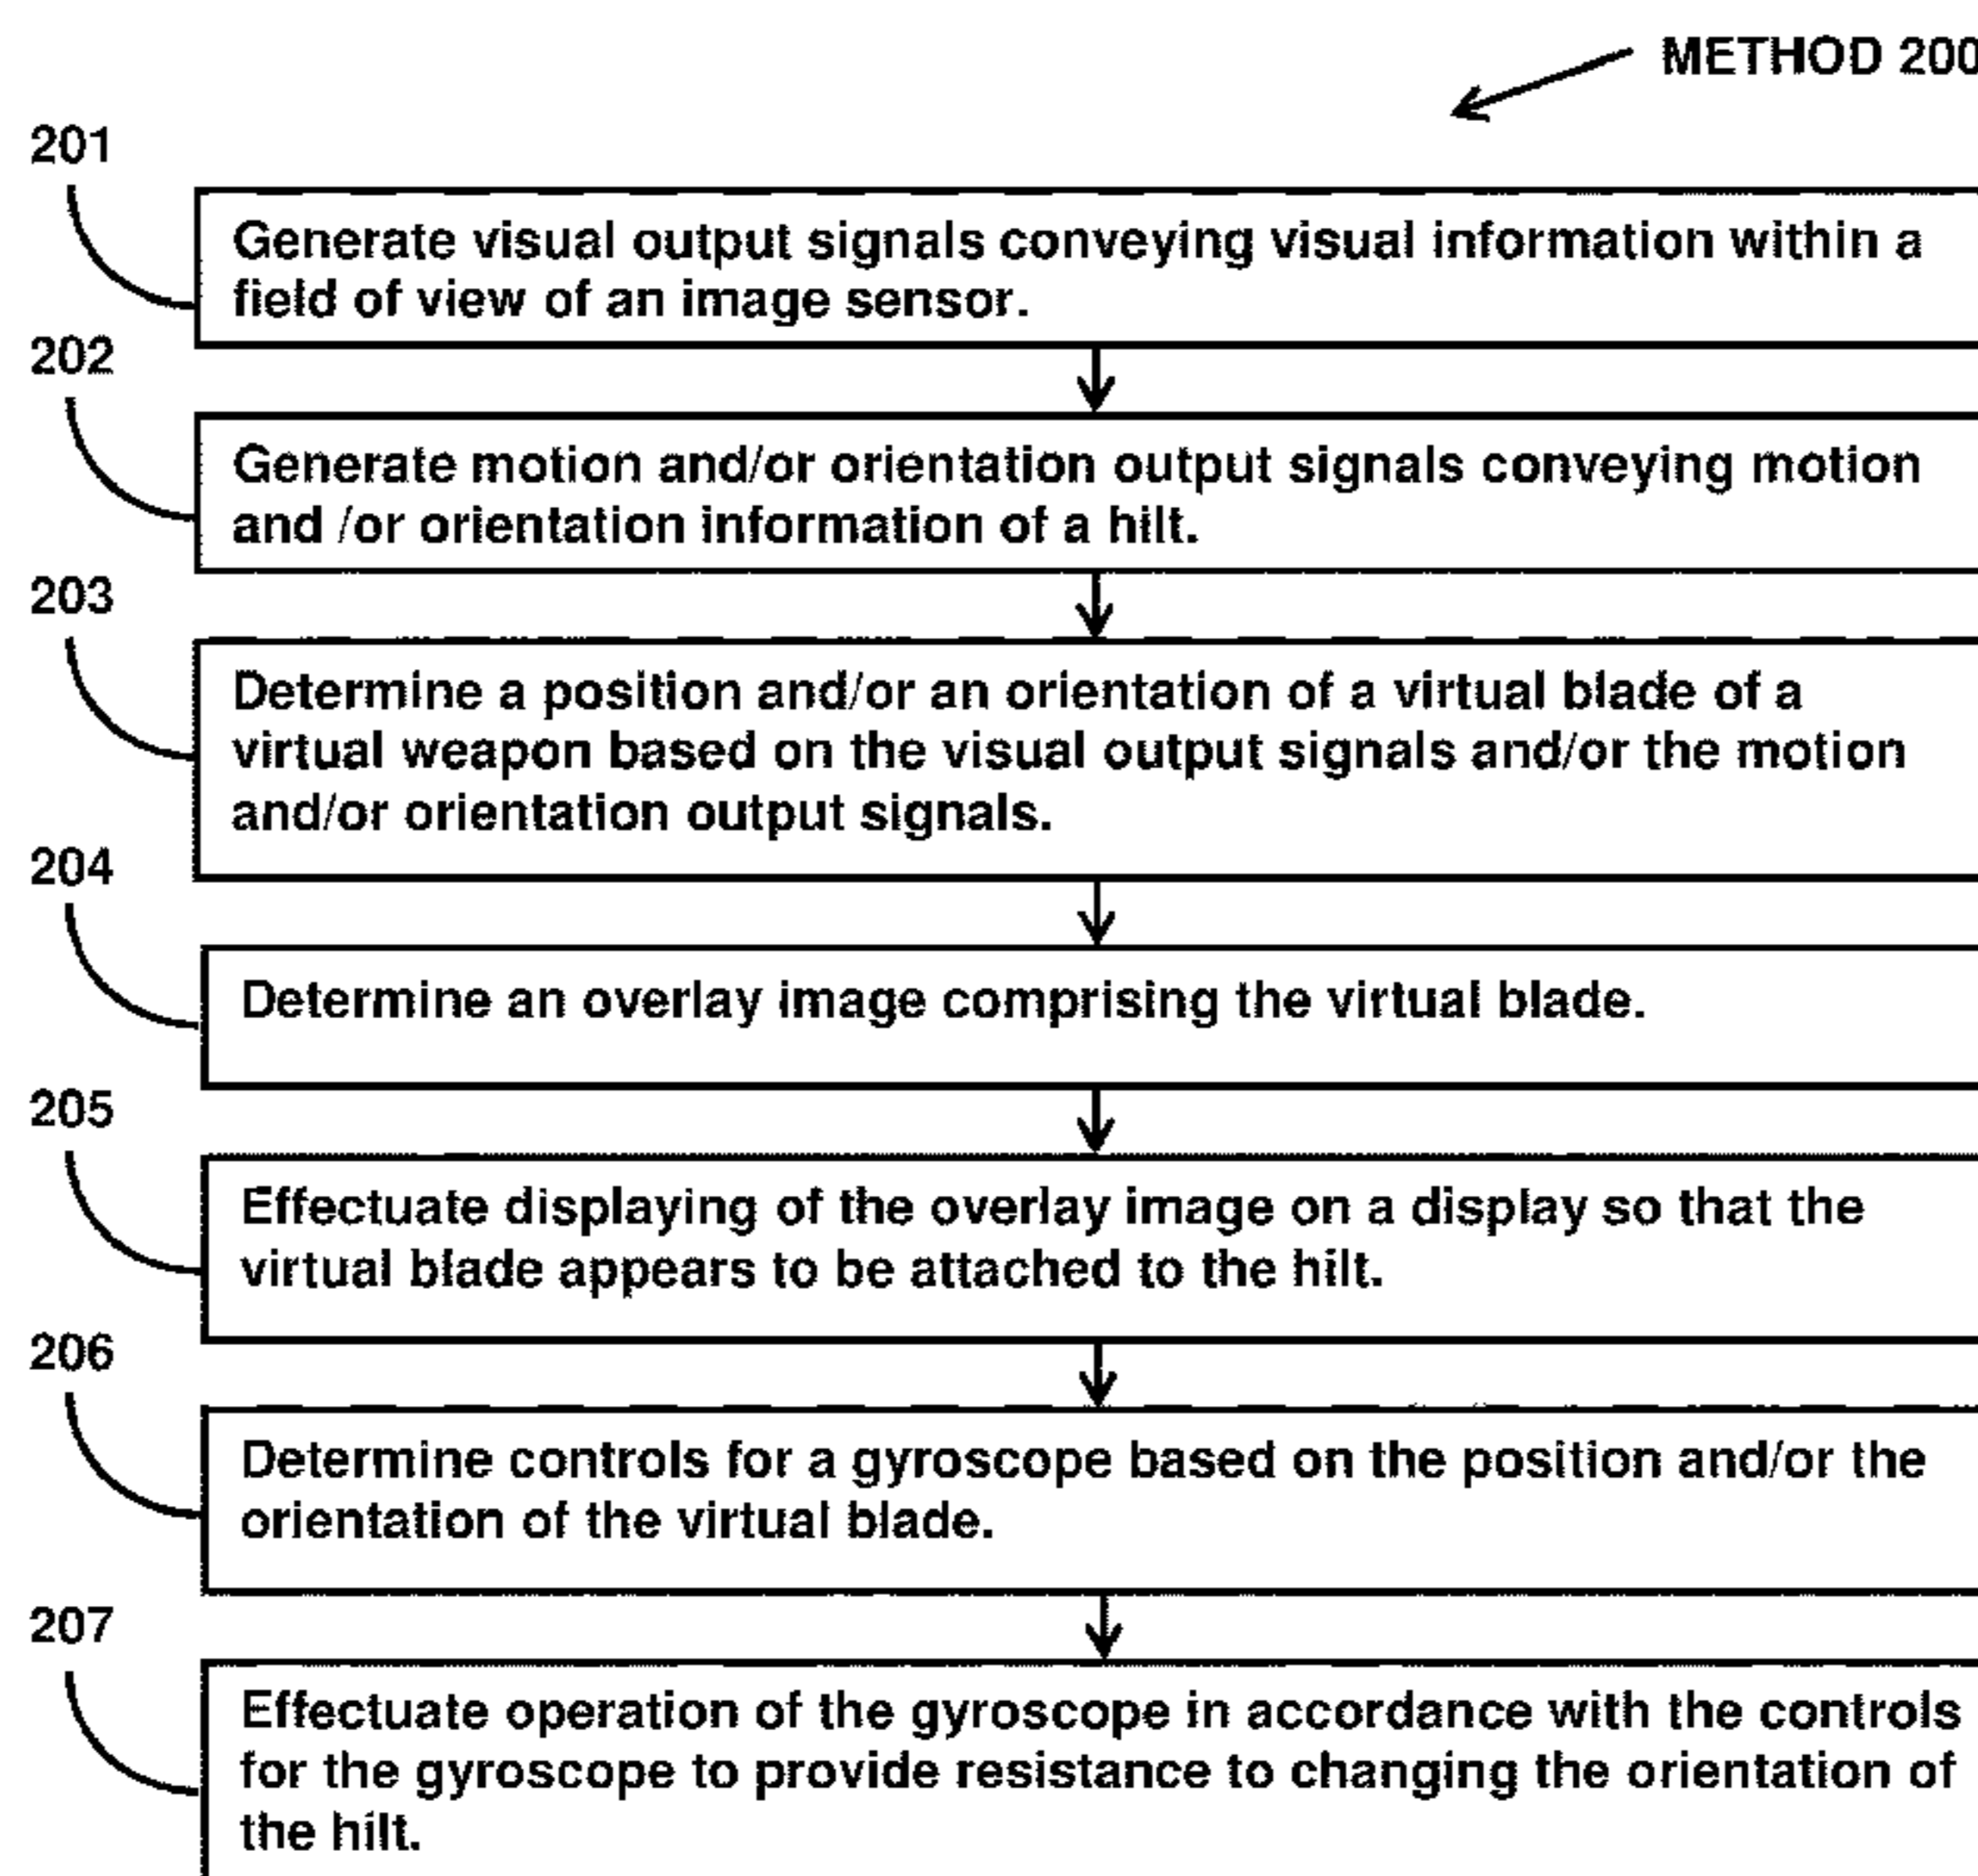 METHOD 200
201
Generate visual output signals conveying visual information within a
field of view of an image sensor.
202
Generate motion and/or orientation output signals conveying motion
and /or orientation information of a hilt.
203
Determine a position and/or an orientation of a virtual blade of a
virtual weapon based on the visual output signals and/or the motion
and/or orientation output signals.
204
Determine an overlay image comprising the virtual blade.
205
Effectuate displaying of the overlay image on a display so that the
virtual blade appears to be attached to the hilt.
206
Determine controls for a gyroscope based on the position and/or the
orientation of the virtual blade.
207
Effectuate operation of the gyroscope in accordance with the controls
for the gyroscope to provide resistance to changing the orientation of
the hilt.